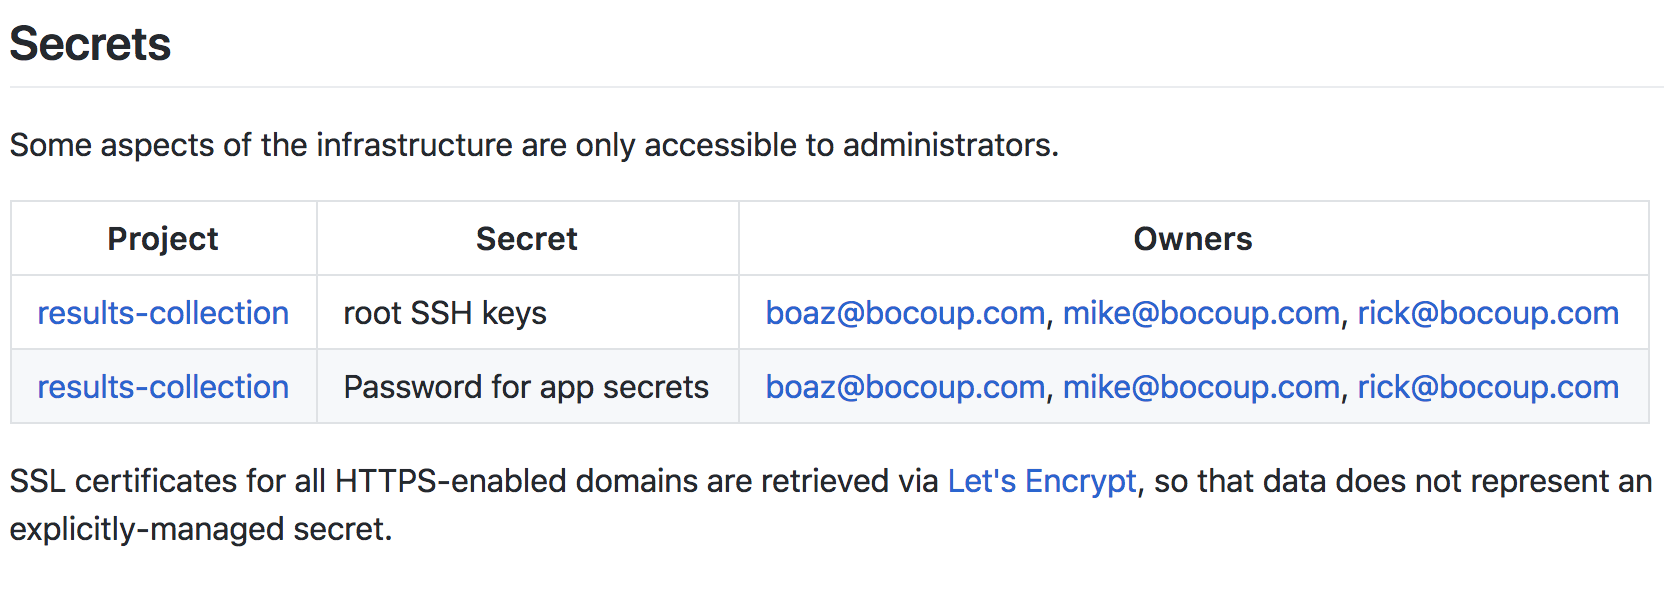 Secrets
Some aspects of the infrastructure are only accessible to administrators.
Project Secret Owners
results-collection root SSH keys boaz@bocoup.com, mike@bocoup.com, rick@bocoup.com
results-collection Password for app secrets boaz@bocoup.com, mike@bocoup.com, rick@bocoup.com
SSL certificates for all HTTPS-enabled domains are retrieved via Let's Encrypt, so that data does not represent an
explicitly-managed secret.